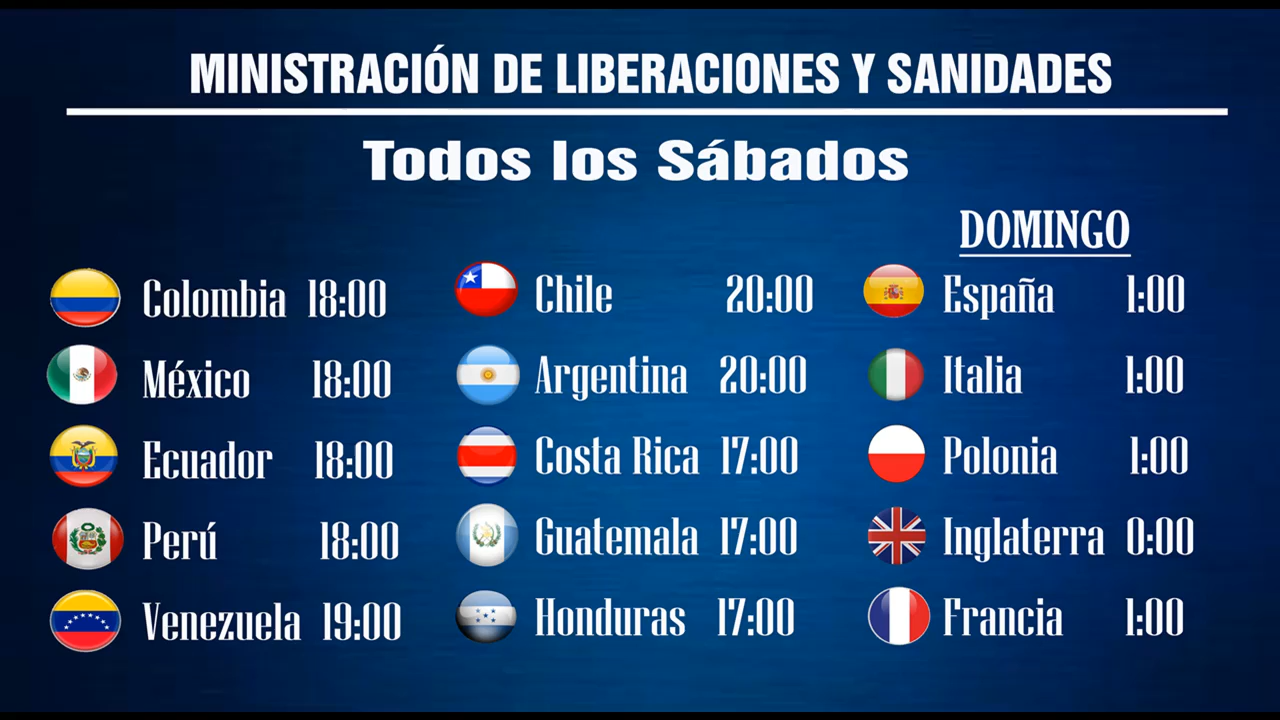 MINISTRACIÓN DE LIBERACIONES Y SANIDADES
Todos los Sábados
Colombia 18:00
México 18:00
Ecuador 18:00
Perú 18:00
Venezuela 19:00
Chile 20:00
Argentina 20:00
Costa Rica 17:00
Guatemala 17:00
Honduras 17:00
DOMINGO
España 1:00
Italia 1:00
Polonia 1:00
Inglaterra 0:00
Francia 1:00